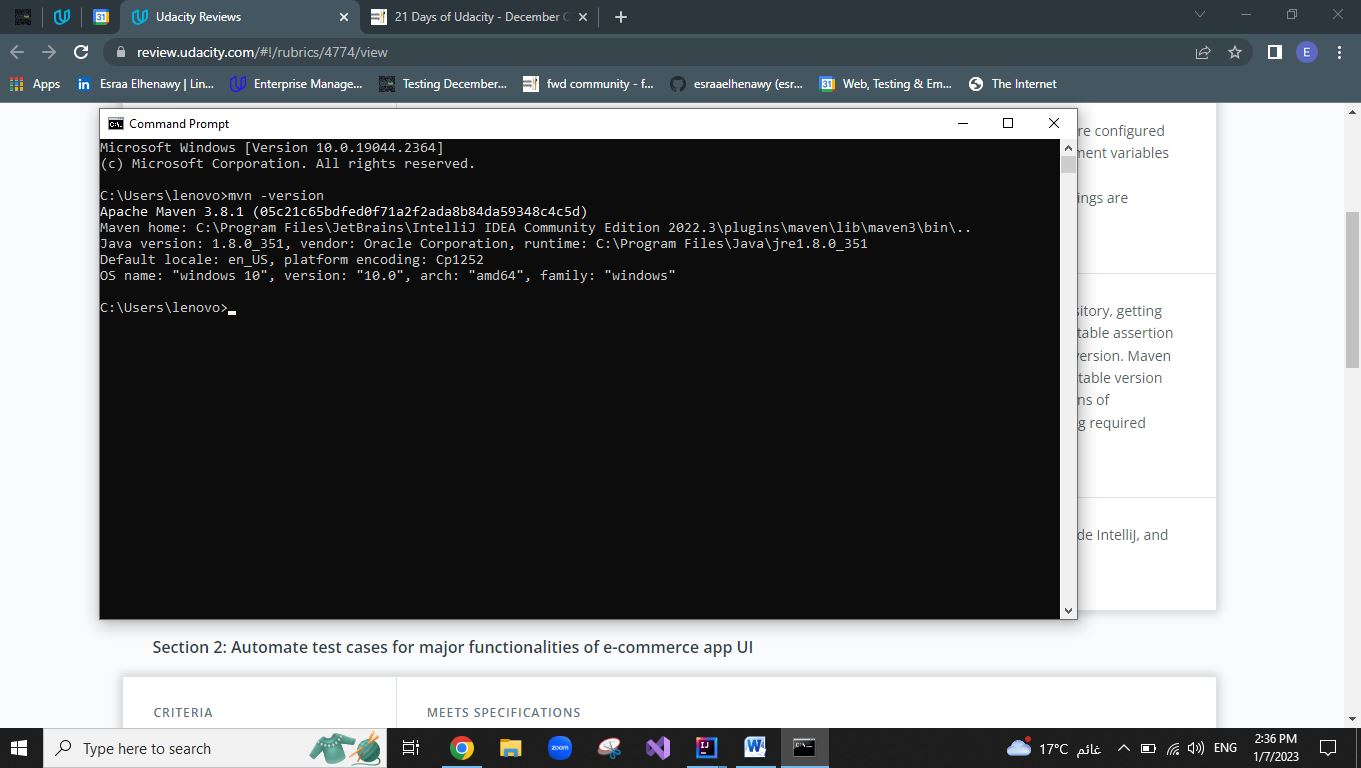 Udacity Reviews
21 Days of Udacity - December C
review.udacity.com/#!/rubrics/4774/view
E
Apps
in Esraa Elhenawy | Lin...
Enterprise Manage...
Testing December...
fwd community - f...
esraaelhenawy (esr...
31 Web, Testing & Em...
The Internet
Command Prompt
Microsoft Windows [Version 10.0.19044.2364]
(c) Microsoft Corporation. All rights reserved.
C:\Users\lenovo>mvn -version
Apache Maven 3.8.1 (05c21c65bdfed0f71a2f2ada8b84da59348c4c5d)
Maven home: C:\Program Files\JetBrains\IntelliJ IDEA Community Edition 2022.3\plugins\maven\lib\maven3\bin\..
Java version: 1.8.0_351, vendor: Oracle Corporation, runtime: C:\Program Files\Java\jre1.8.0_351
Default locale: en_US, platform encoding: Cp1252
OS name: "windows 10", version: "10.0", arch: "amd64", family: "windows"
C:\Users\lenovo>
re configured
ment variables
ings are
sitory, getting
table assertion
version. Maven
table version
ns of
g required
de IntelliJ, and
Section 2: Automate test cases for major functionalities of e-commerce app UI
CRITERIA
MEETS SPECIFICATIONS
Type here to search
zoom
17°C غائم
ENG
2:36 PM
1/7/2023